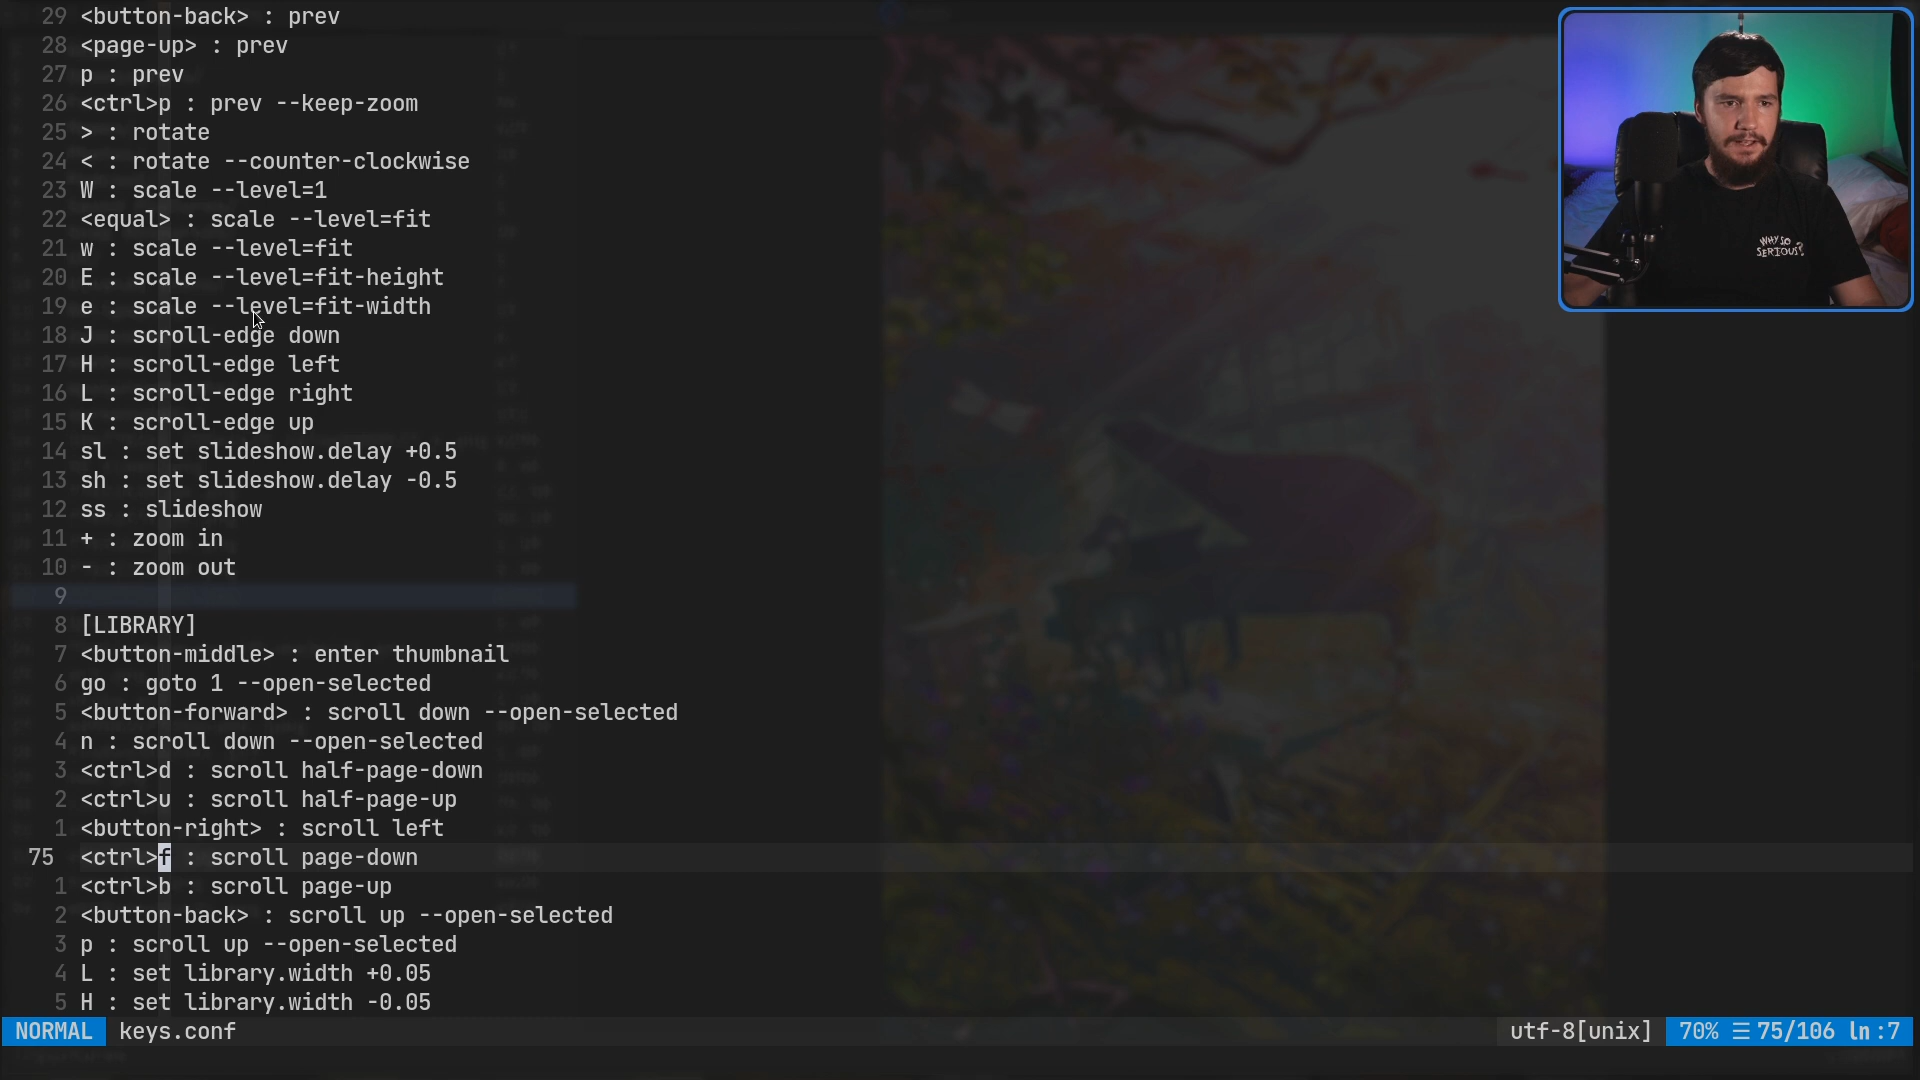 29 <button-back> : prev
28 <page-up> : prev
27 p : prev
26 <ctrl>p : prev --keep-zoom
25 > : rotate
24 < : rotate --counter-clockwise
23 W : scale --level=1
22 <equal> : scale --level=fit
21 w : scale --level=fit
20 E : scale --level=fit-height
19 e : scale --level=fit-width
18 J : scroll-edge down
17 H : scroll-edge left
16 L : scroll-edge right
15 K : scroll-edge up
14 sl : set slideshow.delay +0.5
13 sh : set slideshow.delay -0.5
12 ss : slideshow
11 + : zoom in
10 - : zoom out
9
8 [LIBRARY]
7 <button-middle> : enter thumbnail
6 go : goto 1 --open-selected
5 <button-forward> : scroll down --open-selected
4 n : scroll down --open-selected
3 <ctrl>d : scroll half-page-down
2 <ctrl>u : scroll half-page-up
1 <button-right> : scroll left
75 <ctrl>f : scroll page-down
1 <ctrl>b : scroll page-up
2 <button-back> : scroll up --open-selected
3 p : scroll up --open-selected
4 L : set library.width +0.05
5 H : set library.width -0.05
NORMAL keys.conf utf-8[unix] 70% ☰ 75/106 ln :7
WHY SO
SERIOUS?